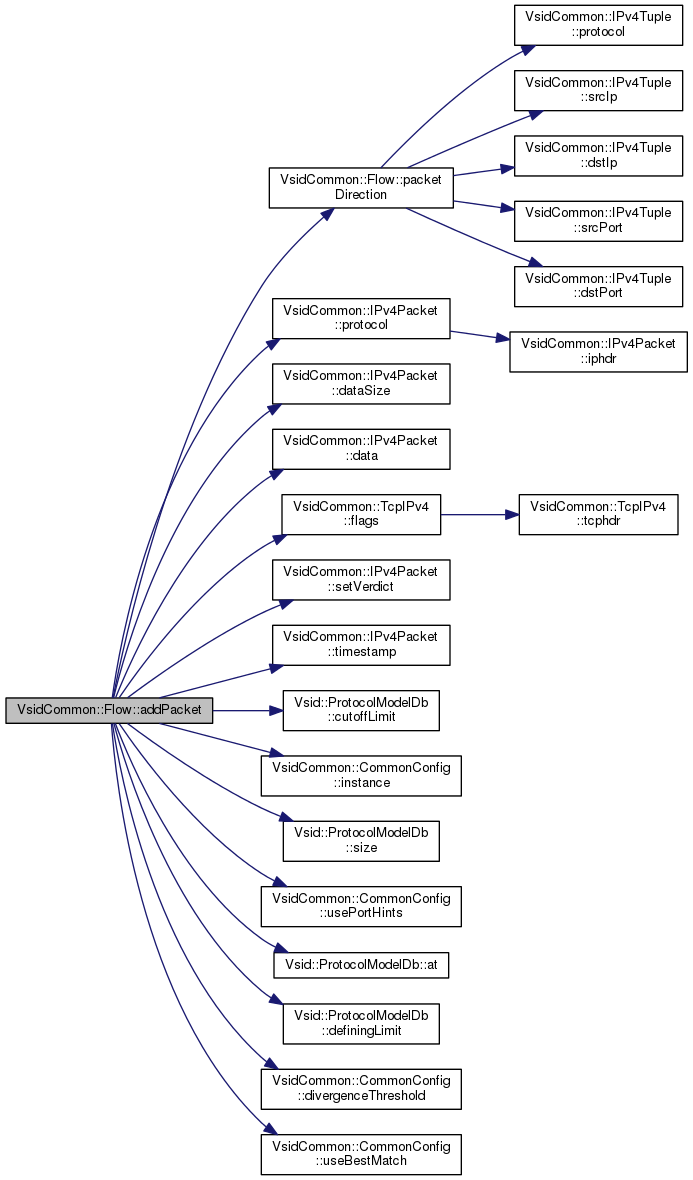 VsidCommon::IPv4Tuple
::protocol
VsidCommon::IPv4Tuple
::srcIp
VsidCommon::IPv4Tuple
::dstIp
VsidCommon::Flow::packet
Direction
VsidCommon::IPv4Tuple
::srcPort
VsidCommon::IPv4Tuple
::dstPort
VsidCommon::IPv4Packet
::protocol
VsidCommon::IPv4Packet
::iphdr
VsidCommon::IPv4Packet
::dataSize
VsidCommon::IPv4Packet
::data
VsidCommon::TcpIPv4
::flags
VsidCommon::TcpIPv4
::tcphdr
VsidCommon::IPv4Packet
::setVerdict
VsidCommon::IPv4Packet
::timestamp
VsidCommon::Flow::addPacket
Vsid::ProtocolModelDb
::cutoffLimit
VsidCommon::CommonConfig
::instance
Vsid::ProtocolModelDb
::size
VsidCommon::CommonConfig
::usePortHints
Vsid::ProtocolModelDb::at
Vsid::ProtocolModelDb
::definingLimit
VsidCommon::CommonConfig
::divergenceThreshold
VsidCommon::CommonConfig
::useBestMatch